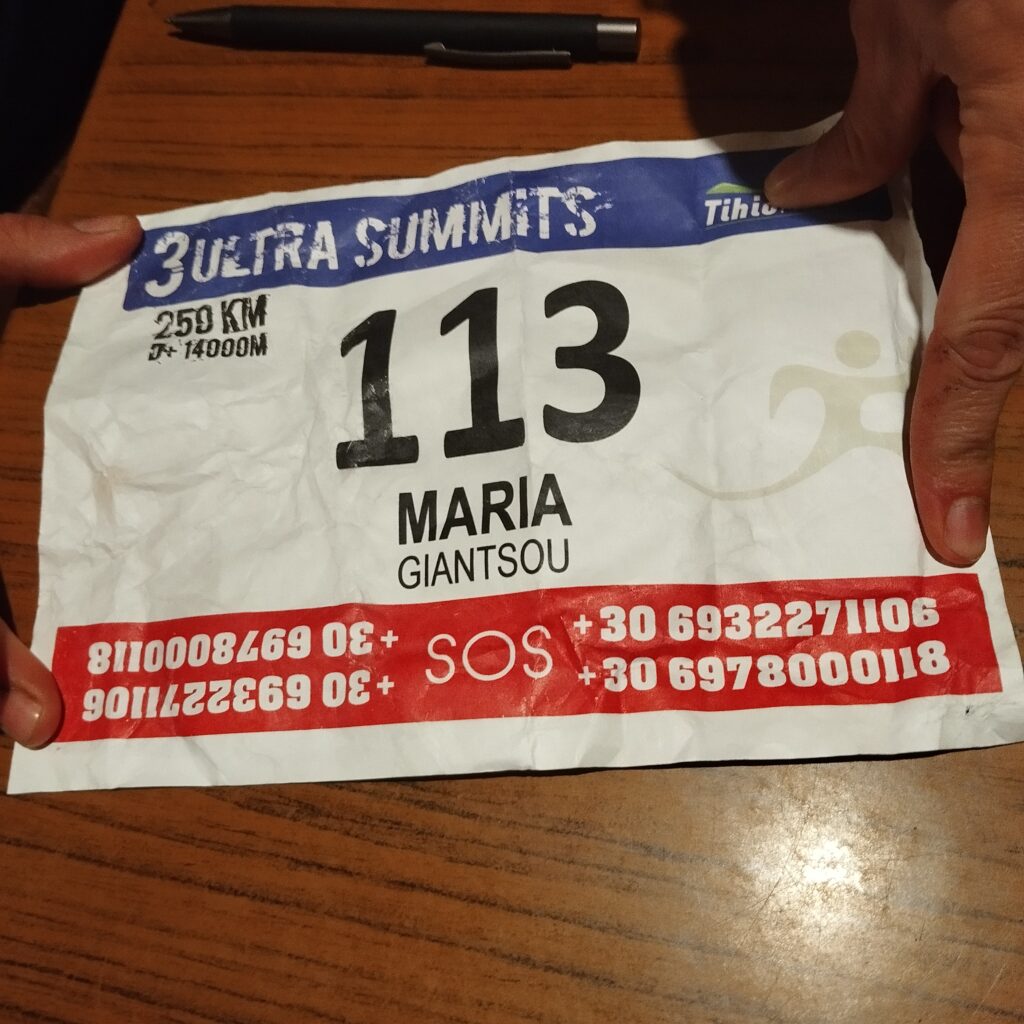 3 ULTRA SUMMITS
250 KM
D+ 14000M
113
MARIA
GIANTSOU
+30 6978000118
+30 6932271106
SOS
+30 6932271106
+30 6978000118